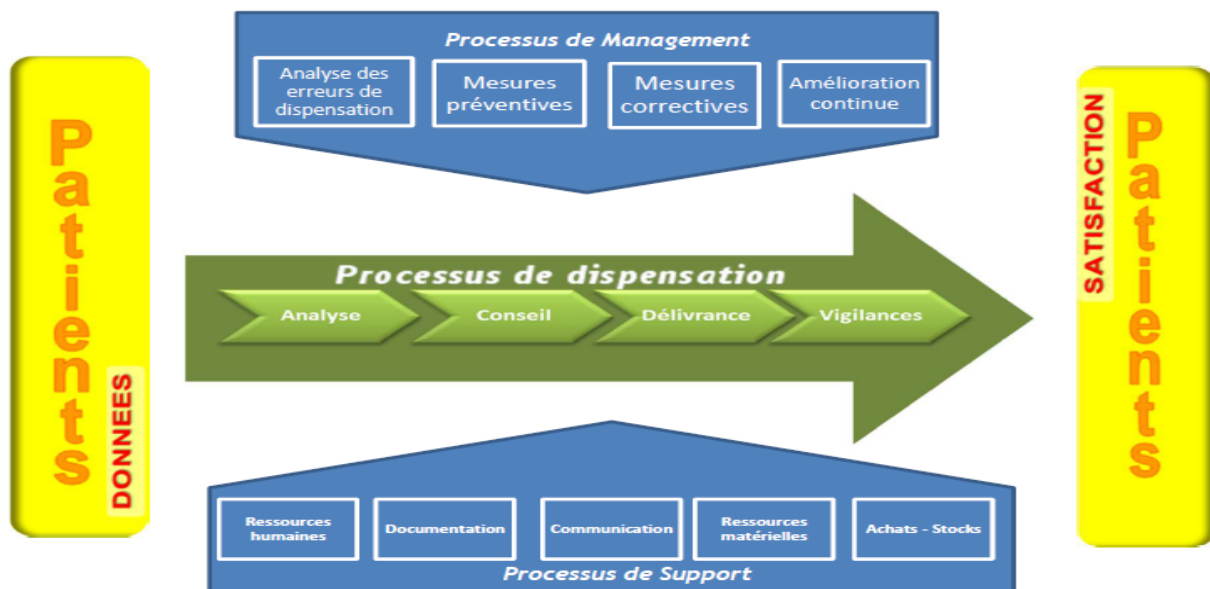 Processus de Management
Analyse des
erreurs de
dispensation
Mesures
préventives
Mesures
correctives
Amélioration
continue
Patients
DONNEES
Processus de dispensation
Analyse
Conseil
Délivrance
Vigilances
SATISFACTION
Patients
Ressources
humaines
Documentation
Communication
Ressources
matérielles
Achats - Stocks
Processus de Support